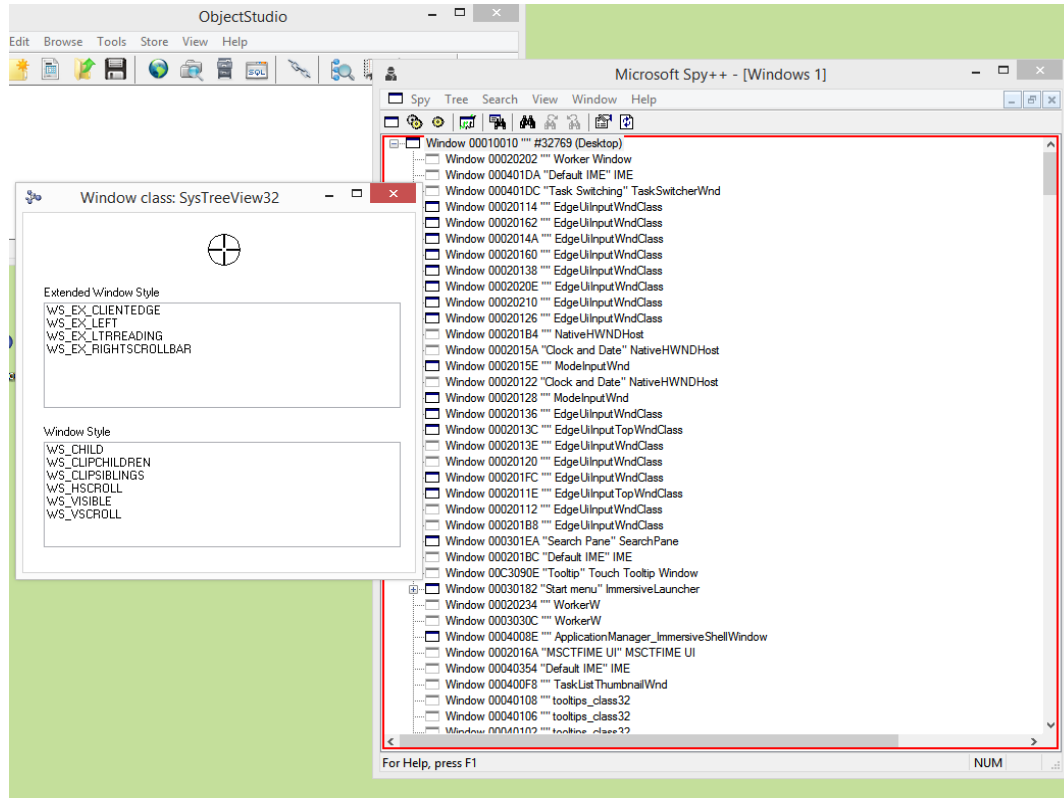 ObjectStudio
Edit Browse Tools Store View Help
SQL
Microsoft Spy++ - [Windows 1]
Spy Tree Search View Window Help
Window 00010010 "" #32769 (Desktop)
Window 00020202 "" Worker Window
Window 000401DA "Default IME" IME
Window 000401DC "Task Switching" TaskSwitcherWnd
Window 00020114 "" EdgeUiInputWndClass
Window 00020162 "" EdgeUiInputWndClass
Window 0002014A "" EdgeUiInputWndClass
Window 00020160 "" EdgeUiInputWndClass
Window 00020138 "" EdgeUiInputWndClass
Window 0002020E "" EdgeUiInputWndClass
Window 00020210 "" EdgeUiInputWndClass
Window 00020126 "" EdgeUiInputWndClass
Window 000201B4 "" NativeHWNDHost
Window 0002015A "Clock and Date" NativeHWNDHost
Window 0002015E "" ModeInputWnd
Window 00020122 "Clock and Date" NativeHWNDHost
Window 00020128 "" ModeInputWnd
Window 00020136 "" EdgeUiInputWndClass
Window 0002013C "" EdgeUiInputTopWndClass
Window 0002013E "" EdgeUiInputWndClass
Window 00020120 "" EdgeUiInputWndClass
Window 000201FC "" EdgeUiInputWndClass
Window 0002011E "" EdgeUiInputTopWndClass
Window 00020112 "" EdgeUiInputWndClass
Window 000201B8 "" EdgeUiInputWndClass
Window 000301EA "Search Pane" SearchPane
Window 000201BC "Default IME" IME
Window 00C3090E "Tooltip" Touch Tooltip Window
Window 00030182 "Start menu" ImmersiveLauncher
Window 00020234 "" WorkerW
Window 0003030C "" WorkerW
Window 0004008E "" ApplicationManager_ImmersiveShellWindow
Window 0002016A "MSCTFIME UI" MSCTFIME UI
Window 00040354 "Default IME" IME
Window 000400F8 "" TaskListThumbnailWnd
Window 00040108 "" tooltips_class32
Window 00040106 "" tooltips_class32
Window 00040102 "" tooltips_class32
For Help, press F1
NUM
Window class: SysTreeView32
Extended Window Style
WS_EX_CLIENTEDGE
WS_EX_LEFT
WS_EX_LTRREADING
WS_EX_RIGHTSCROLLBAR
Window Style
WS_CHILD
WS_CLIPCHILDREN
WS_CLIPSIBLINGS
WS_HSCROLL
WS_VISIBLE
WS_VSCROLL